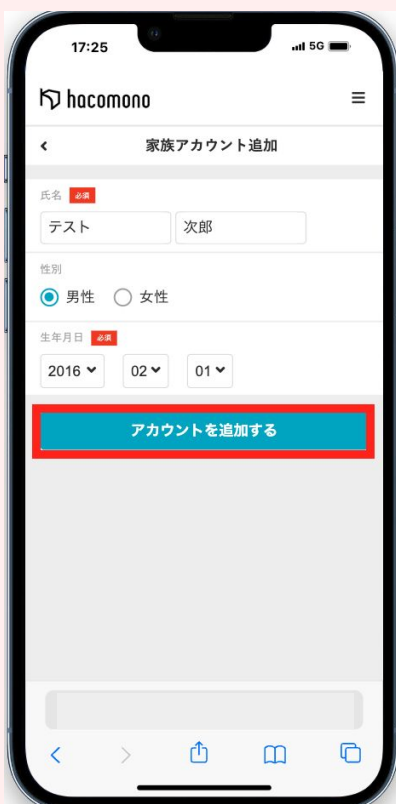 17:25 5G
hacomono
家族アカウント追加
氏名 必須
テスト 次郎
性別
男性 女性
生年月日 必須
2016 02 01
アカウントを追加する